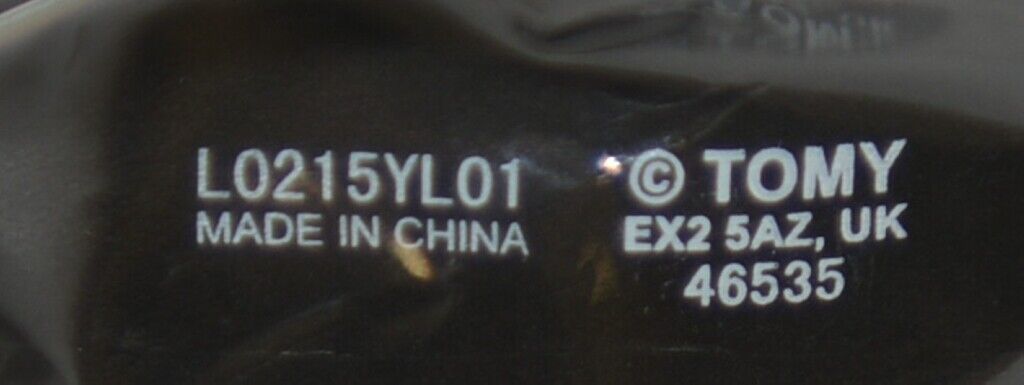 L0215YL01
MADE IN CHINA
© TOMY
EX2 5AZ, UK
46535